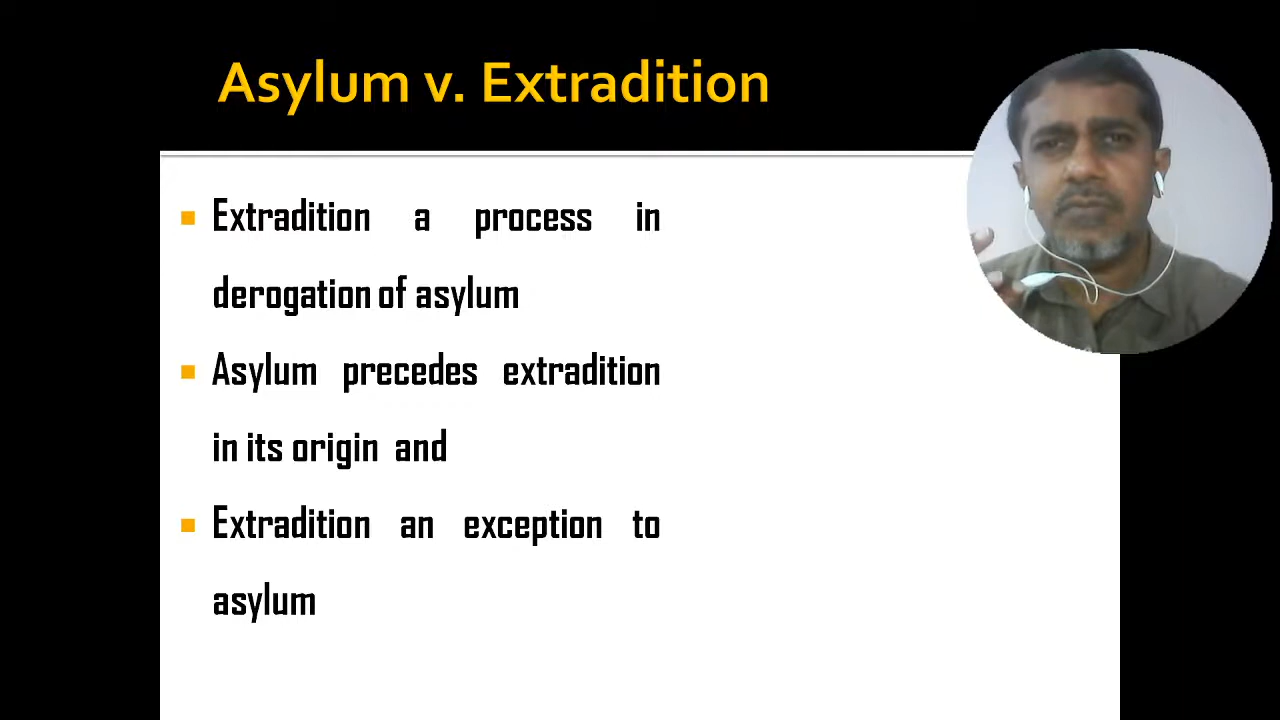 Asylum v. Extradition
Extradition a process in
derogation of asylum
Asylum precedes extradition
in its origin and
Extradition an exception to
asylum